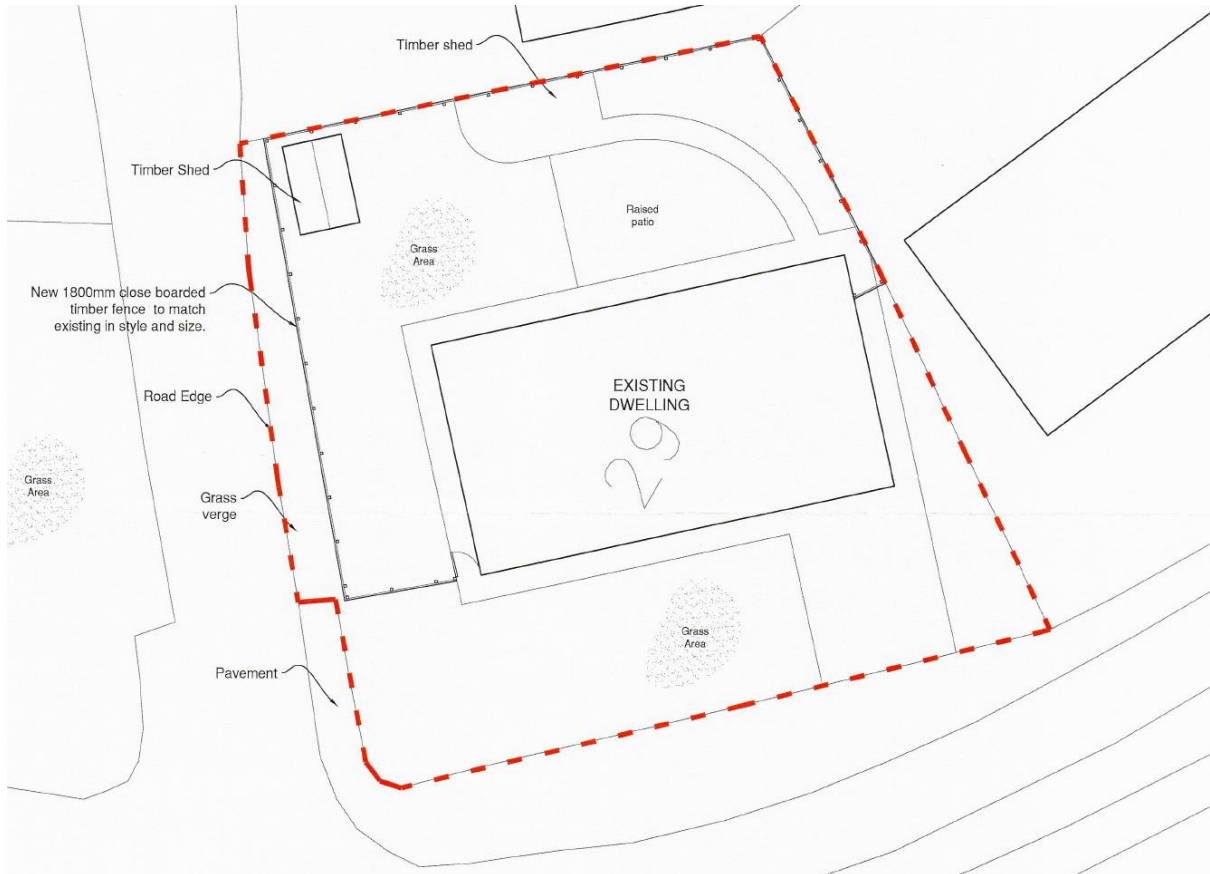 Timber shed
Timber Shed
Raised
patio
Grass
Area
New 1800mm close boarded
timber fence to match
existing in style and size.
EXISTING
DWELLING
29
Road Edge
Grass
Area
Grass
verge
Grass
Area
Pavement